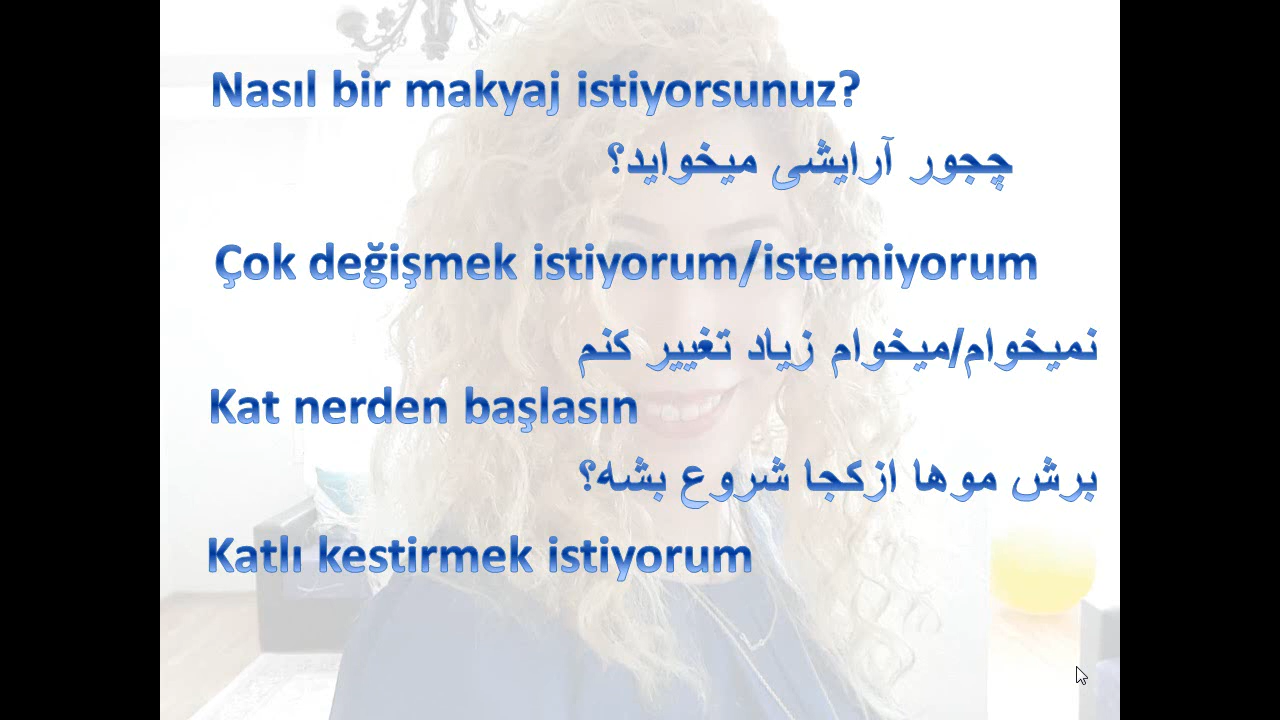 Nasıl bir makyaj istiyorsunuz?
چجور آرایشی میخواید؟
Çok değişmek istiyorum/istemiyorum
نمیخوام/میخوام زیاد تغییر کنم
Kat nerden başlasın
برش موها ازکجا شروع بشه؟
Katlı kestirmek istiyorum